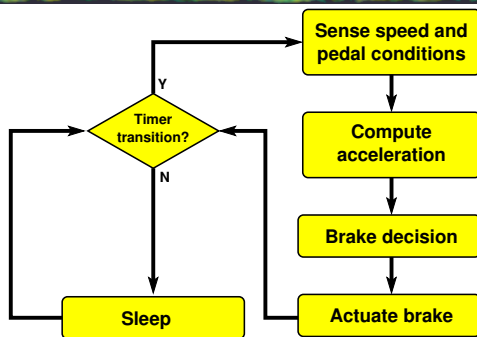 Sense speed and
pedal conditions
Y
Timer
transition?
Compute
acceleration
N
Brake decision
Sleep
Actuate brake